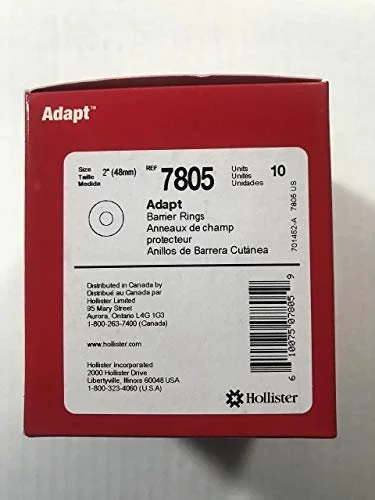 Adapt™
Size
Taille
Medida
2" (48mm)
REF
7805
Units
Unités
Unidades
10
Adapt
Barrier Rings
Anneaux de champ
protecteur
Anillos de Barrera Cutánea
701452-A 7805 US
Distributed in Canada by
Distribué au Canada par
Hollister Limited
95 Mary Street
Aurora, Ontario L4G 1G3
1-800-263-7400 (Canada)
www.hollister.com
Hollister Incorporated
2000 Hollister Drive
Libertyville, Illinois 60048 USA
1-800-323-4060 (U.S.A.)
6 10075 07805 9
Hollister